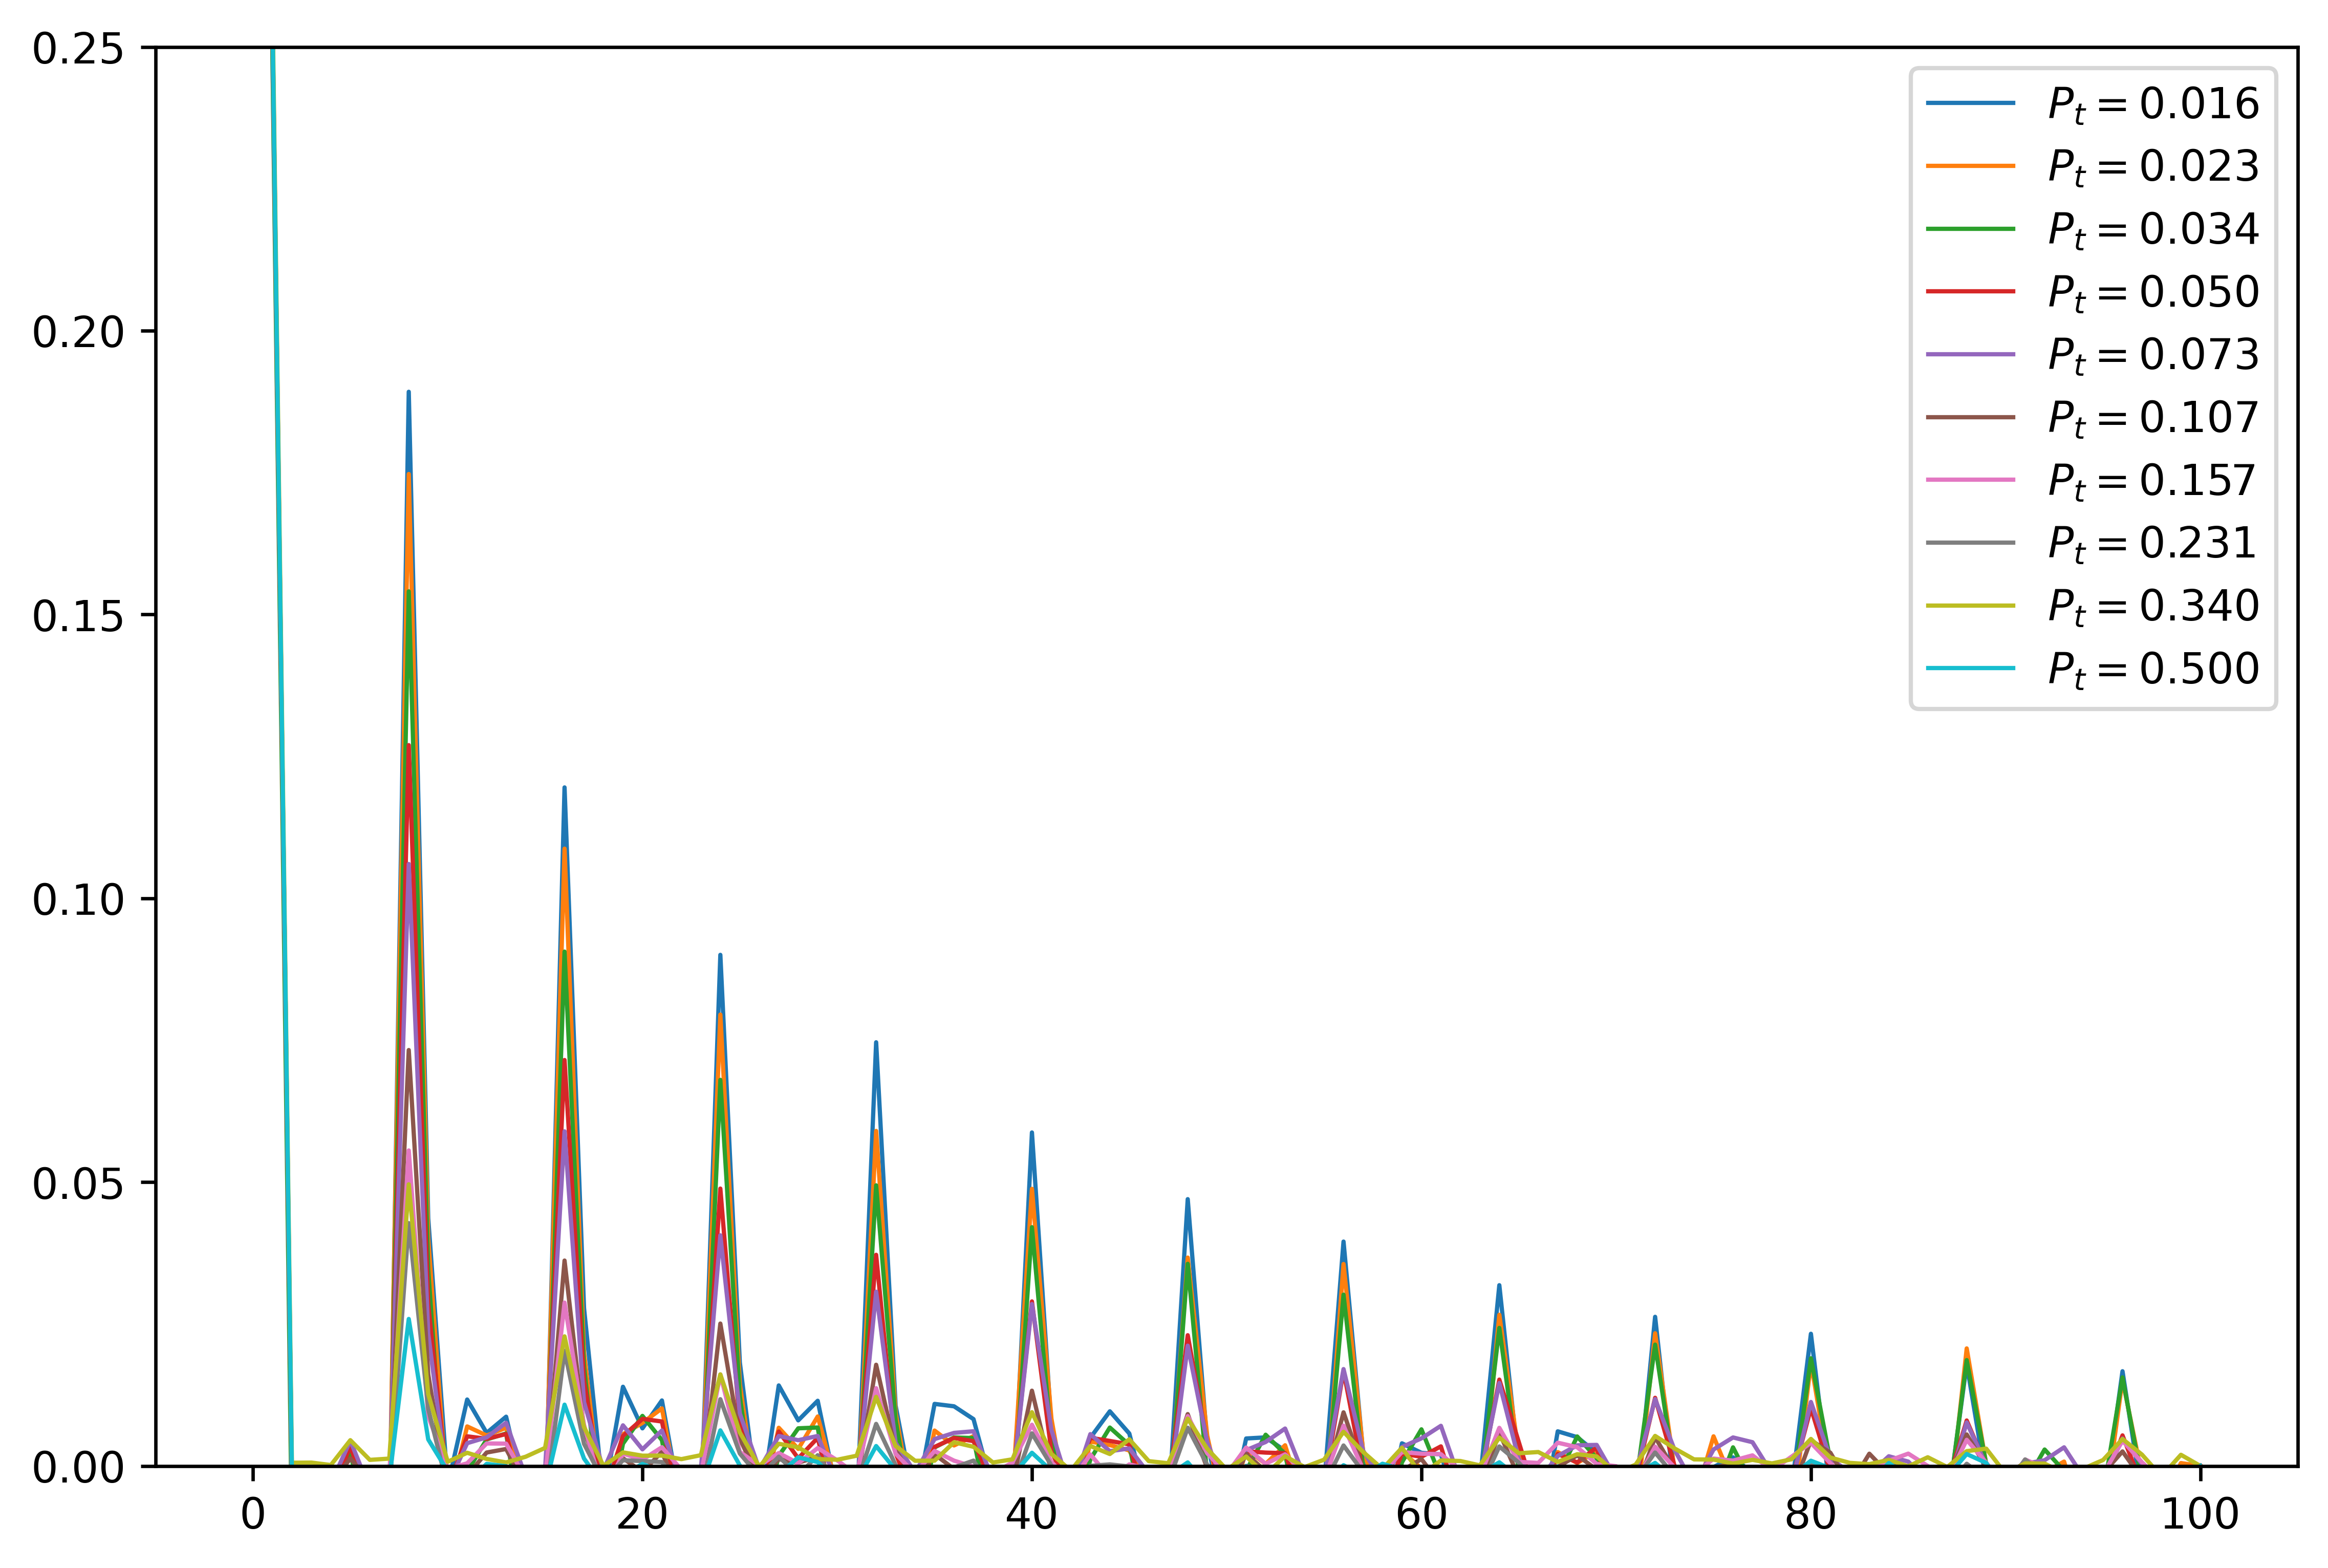 0.25
0.20
0.15
0.10
0.05
0.00
0 20 40 60 80 100
P_t = 0.016
P_t = 0.023
P_t = 0.034
P_t = 0.050
P_t = 0.073
P_t = 0.107
P_t = 0.157
P_t = 0.231
P_t = 0.340
P_t = 0.500